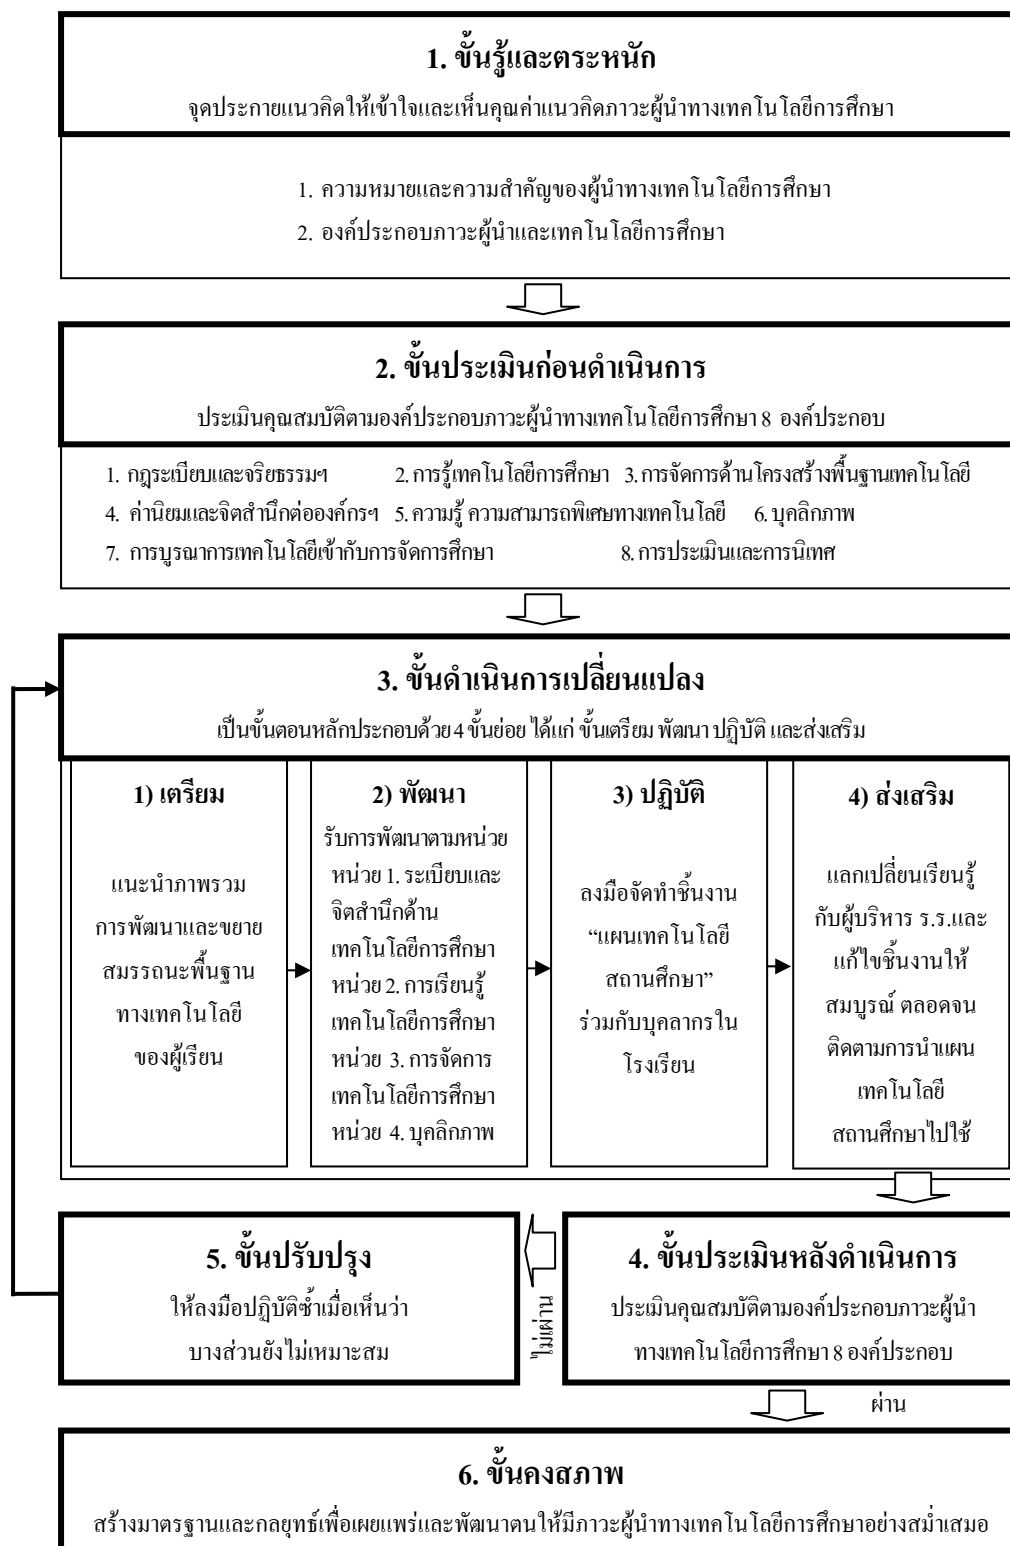 1. ขั้นรู้และตระหนัก
จุดประกายแนวคิดให้เข้าใจและเห็นคุณค่าแนวคิดภาวะผู้นำทางเทคโนโลยีการศึกษา
1. ความหมายและความสำคัญของผู้นำทางเทคโนโลยีการศึกษา
2. องค์ประกอบภาวะผู้นำและเทคโนโลยีการศึกษา
2. ขั้นประเมินก่อนดำเนินการ
ประเมินคุณสมบัติตามองค์ประกอบภาวะผู้นำทางเทคโนโลยีการศึกษา 8 องค์ประกอบ
1. กฎระเบียบและจริยธรรมฯ 2. การรู้เทคโนโลยีการศึกษา 3. การจัดการด้านโครงสร้างพื้นฐานเทคโนโลยี
4. ค่านิยมและจิตสำนึกต่อองค์กรฯ 5. ความรู้ ความสามารถพิเศษทางเทคโนโลยี 6. บุคลิกภาพ
7. การบูรณาการเทคโนโลยีเข้ากับการจัดการศึกษา 8. การประเมินและการนิเทศ
3. ขั้นดำเนินการเปลี่ยนแปลง
เป็นขั้นตอนหลักประกอบด้วย 4 ขั้นย่อย ได้แก่ ขั้นเตรียม พัฒนา ปฏิบัติ และส่งเสริม
1) เตรียม
แนะนำภาพรวม
การพัฒนาและขยาย
สมรรถนะพื้นฐาน
ทางเทคโนโลยี
ของผู้เรียน
2) พัฒนา
รับการพัฒนาตามหน่วย
หน่วย 1. ระเบียบและ
จิตสำนึกด้าน
เทคโนโลยีการศึกษา
หน่วย 2. การเรียนรู้
เทคโนโลยีการศึกษา
หน่วย 3. การจัดการ
เทคโนโลยีการศึกษา
หน่วย 4. บุคลิกภาพ
3) ปฏิบัติ
ลงมือจัดทำชิ้นงาน
“แผนเทคโนโลยี
สถานศึกษา”
ร่วมกับบุคลากรใน
โรงเรียน
4) ส่งเสริม
แลกเปลี่ยนเรียนรู้
กับผู้บริหาร ร.ร.และ
แก้ไขชิ้นงานให้
สมบูรณ์ ตลอดจน
ติดตามการนำแผน
เทคโนโลยี
สถานศึกษาไปใช้
5. ขั้นปรับปรุง
ให้ลงมือปฏิบัติซ้ำเมื่อเห็นว่า
บางส่วนยังไม่เหมาะสม
ไม่ผ่าน
4. ขั้นประเมินหลังดำเนินการ
ประเมินคุณสมบัติตามองค์ประกอบภาวะผู้นำ
ทางเทคโนโลยีการศึกษา 8 องค์ประกอบ
ผ่าน
6. ขั้นคงสภาพ
สร้างมาตรฐานและกลยุทธ์เพื่อเผยแพร่และพัฒนาตนให้มีภาวะผู้นำทางเทคโนโลยีการศึกษาอย่างสม่ำเสมอ